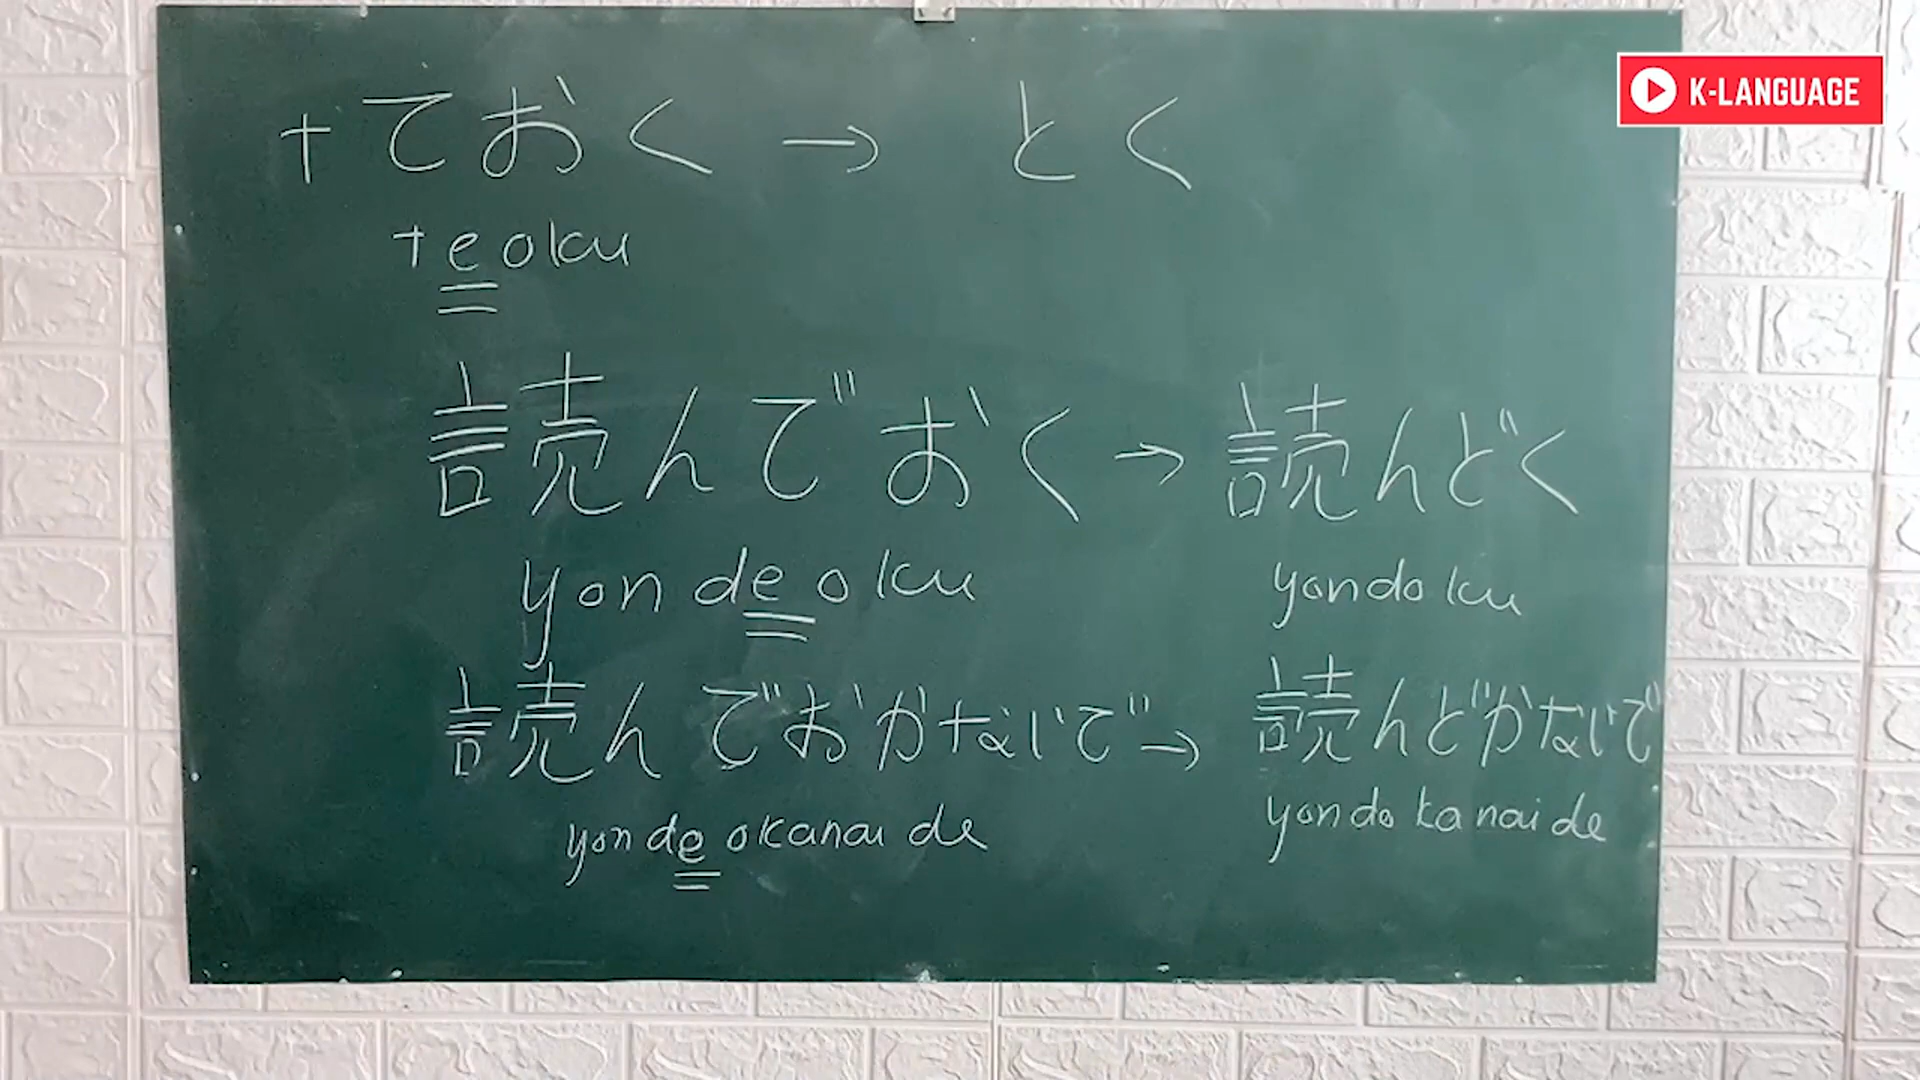 K-LANGUAGE
+ ておく → とく
teoku
読んでおく → 読んどく
yondeoku yondoku
読んでおかないで → 読んどかないで
yondeokanaide yondokanaide